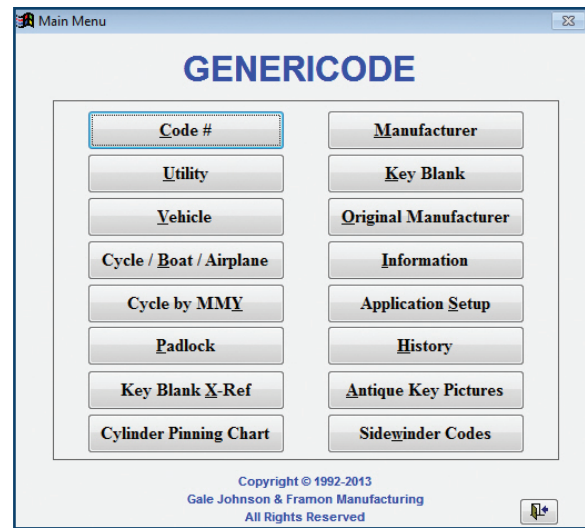 Main Menu
GENERICODE
Code #
Manufacturer
Utility
Key Blank
Vehicle
Original Manufacturer
Cycle / Boat / Airplane
Information
Cycle by MMY
Application Setup
Padlock
History
Key Blank X-Ref
Antique Key Pictures
Cylinder Pinning Chart
Sidewinder Codes
Copyright © 1992-2013
Gale Johnson & Framon Manufacturing
All Rights Reserved